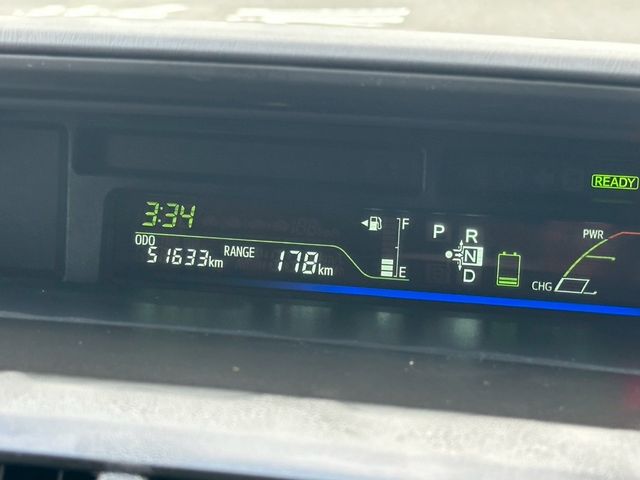 READY
3:34
F
P R
PWR
ODO
51633km RANGE 178km
N
E
D
CHG